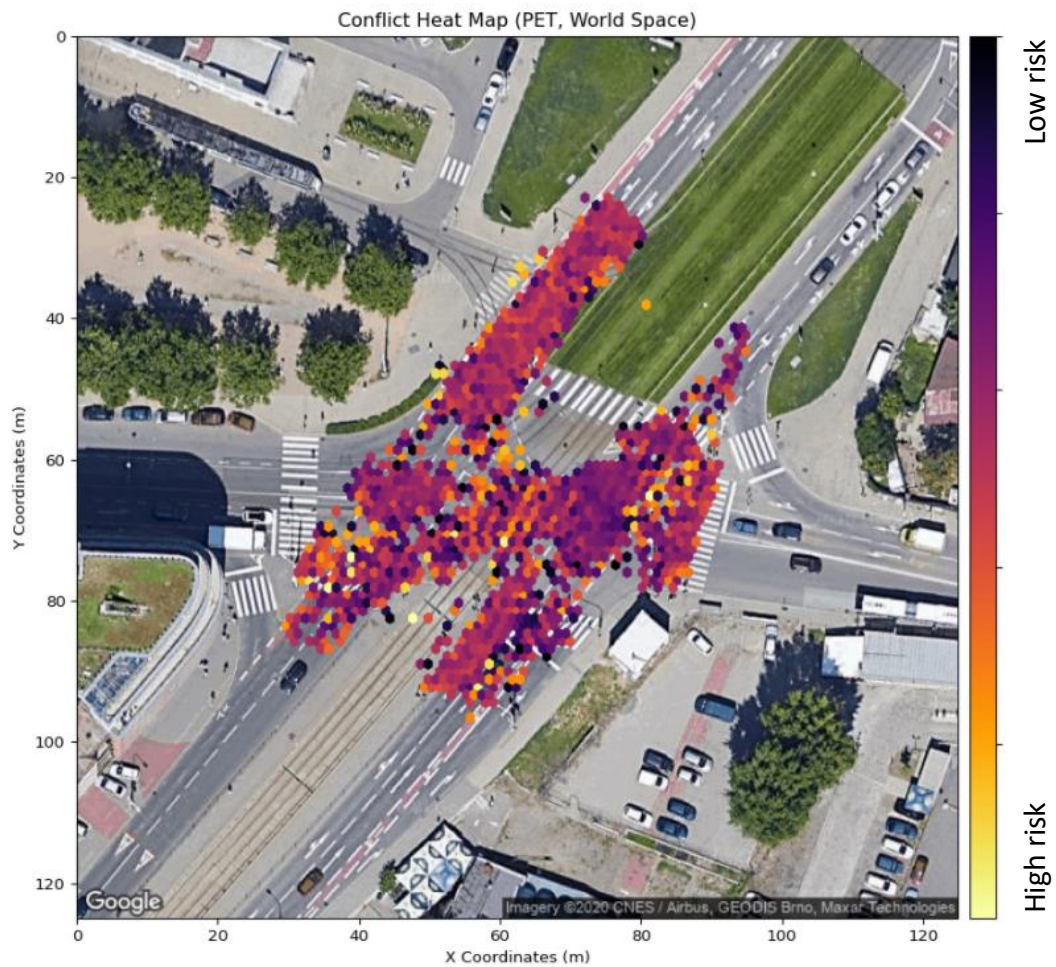 Conflict Heat Map (PET, World Space)
0
20
40
60
80
100
120
Y Coordinates (m)
Google
Imagery ©2020 CNES / Airbus, GEODIS Brno, Maxar Technologies
0
20
40
60
80
100
120
X Coordinates (m)
Low risk
High risk